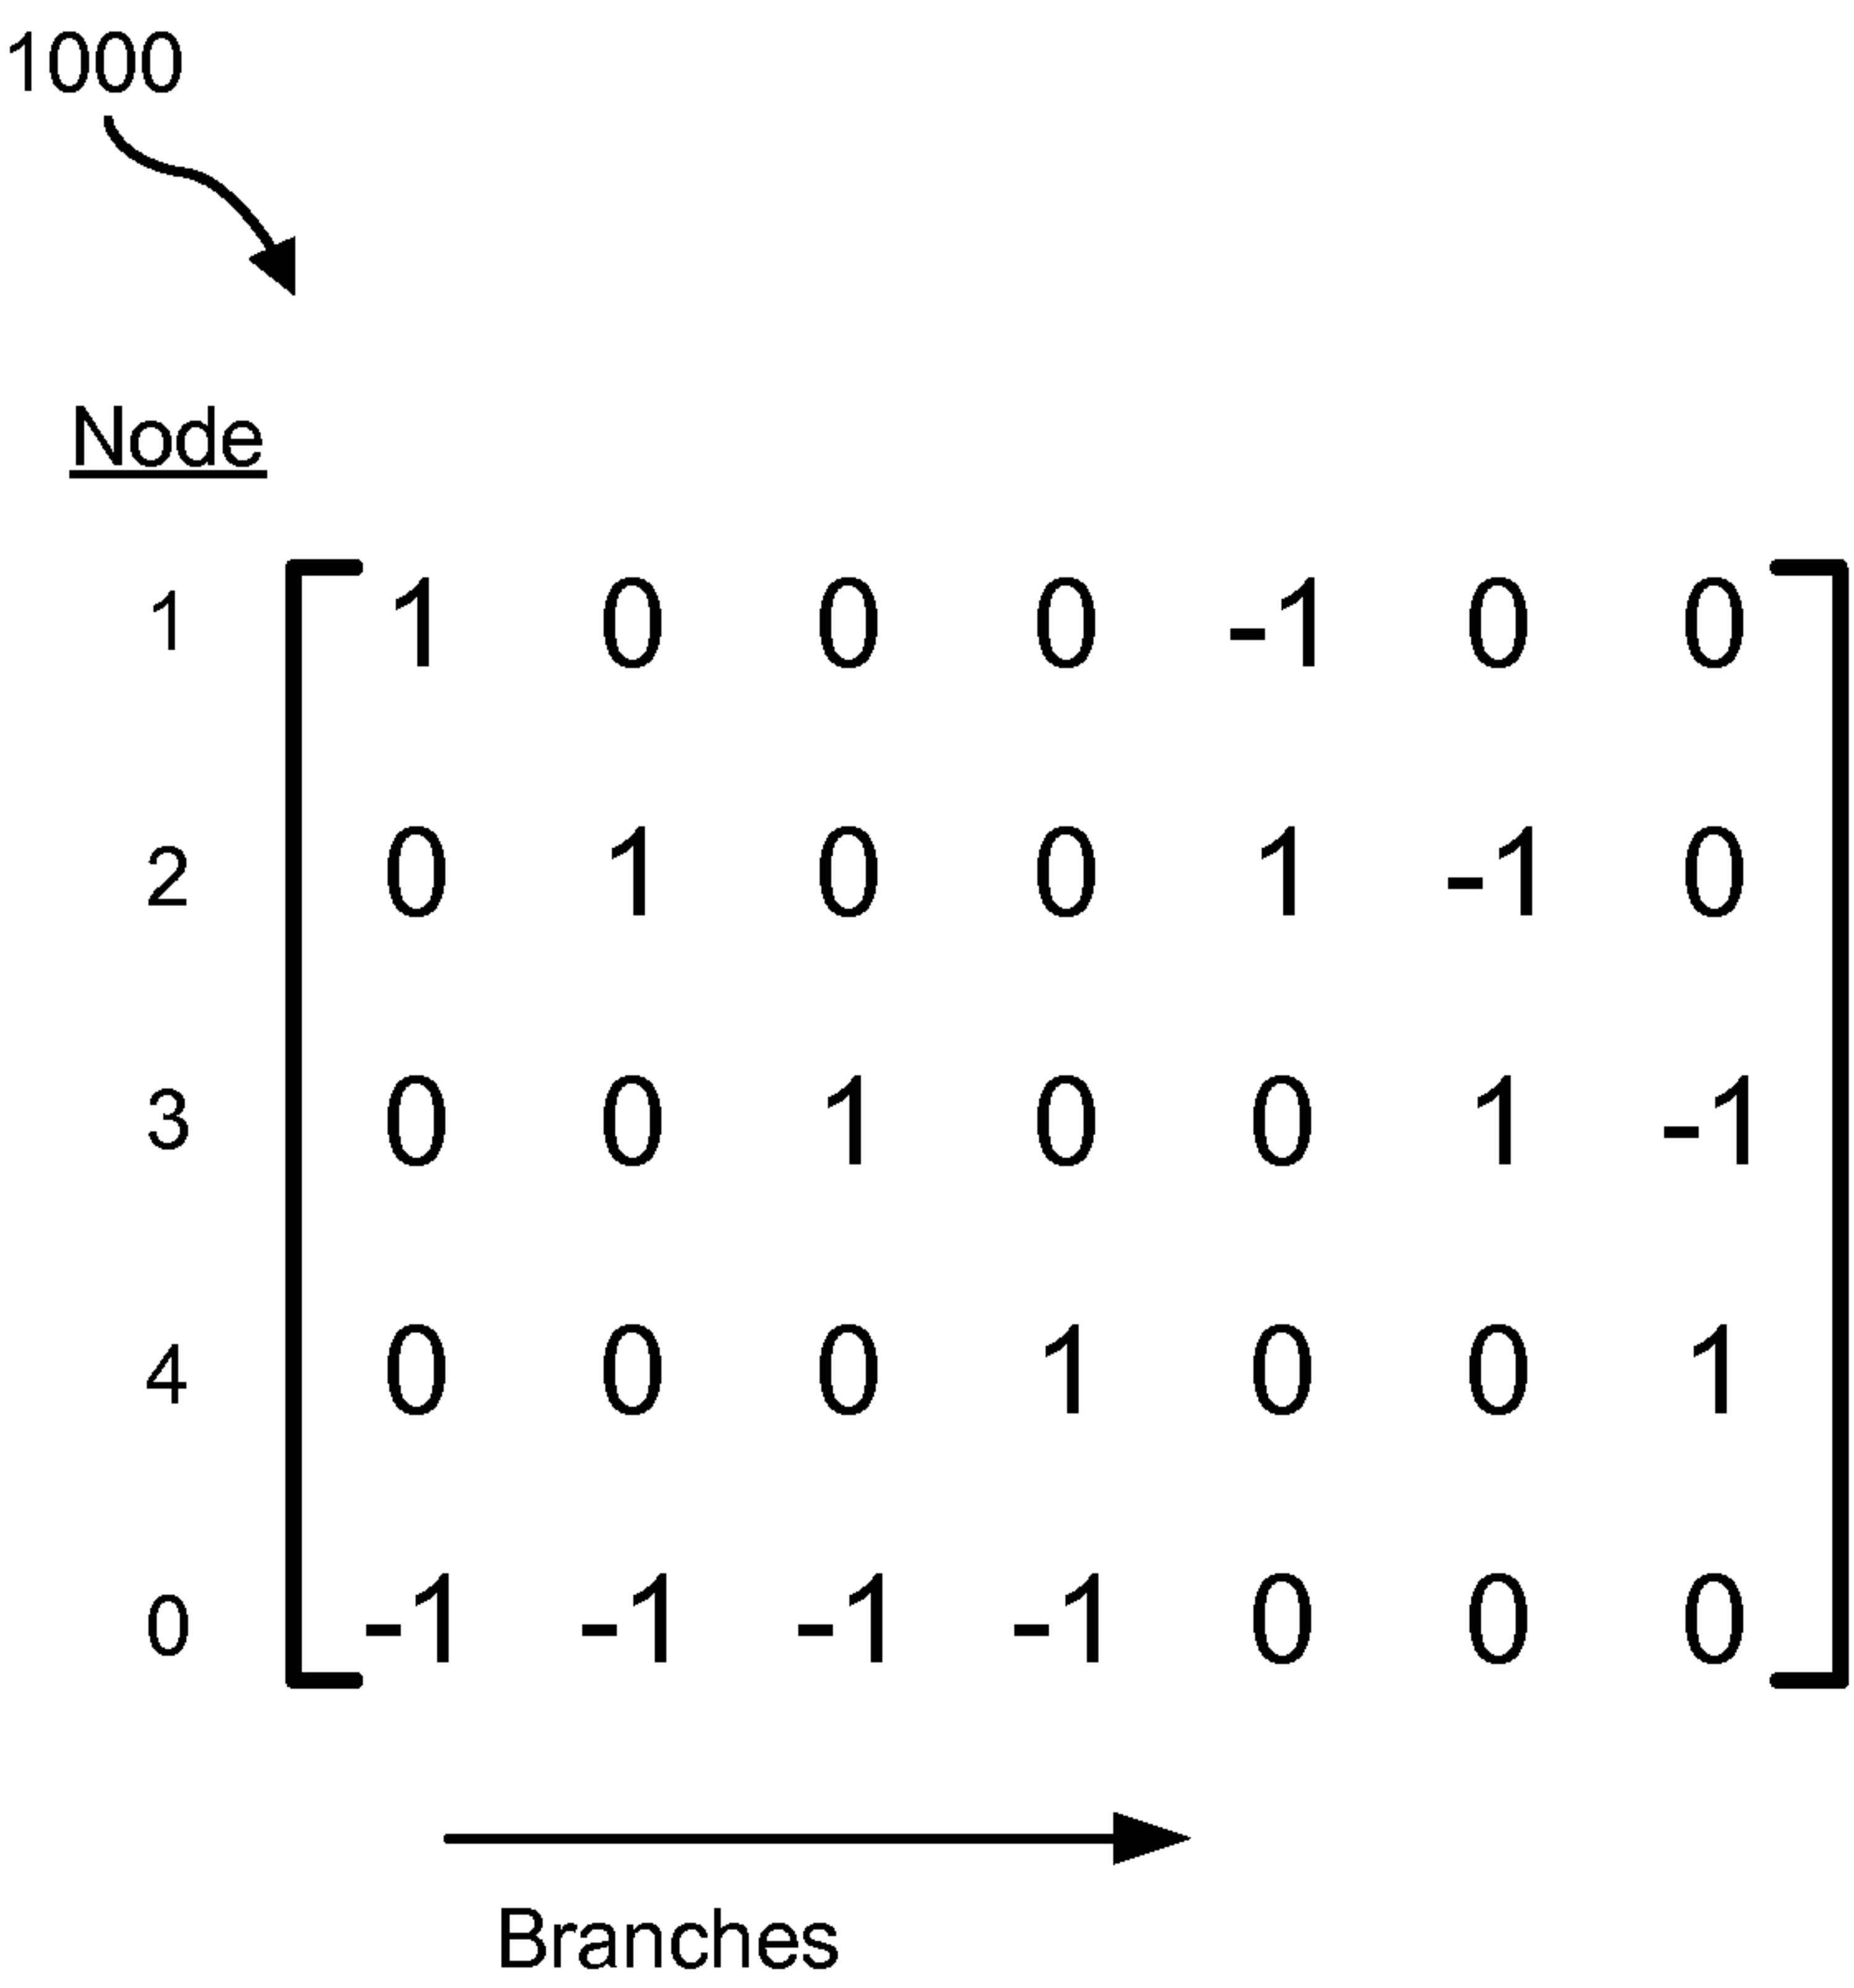 1000
Node
1 1 0 0 0 -1 0 0
2 0 1 0 0 1 -1 0
3 0 0 1 0 0 1 -1
4 0 0 0 1 0 0 1
0 -1 -1 -1 -1 0 0 0
Branches